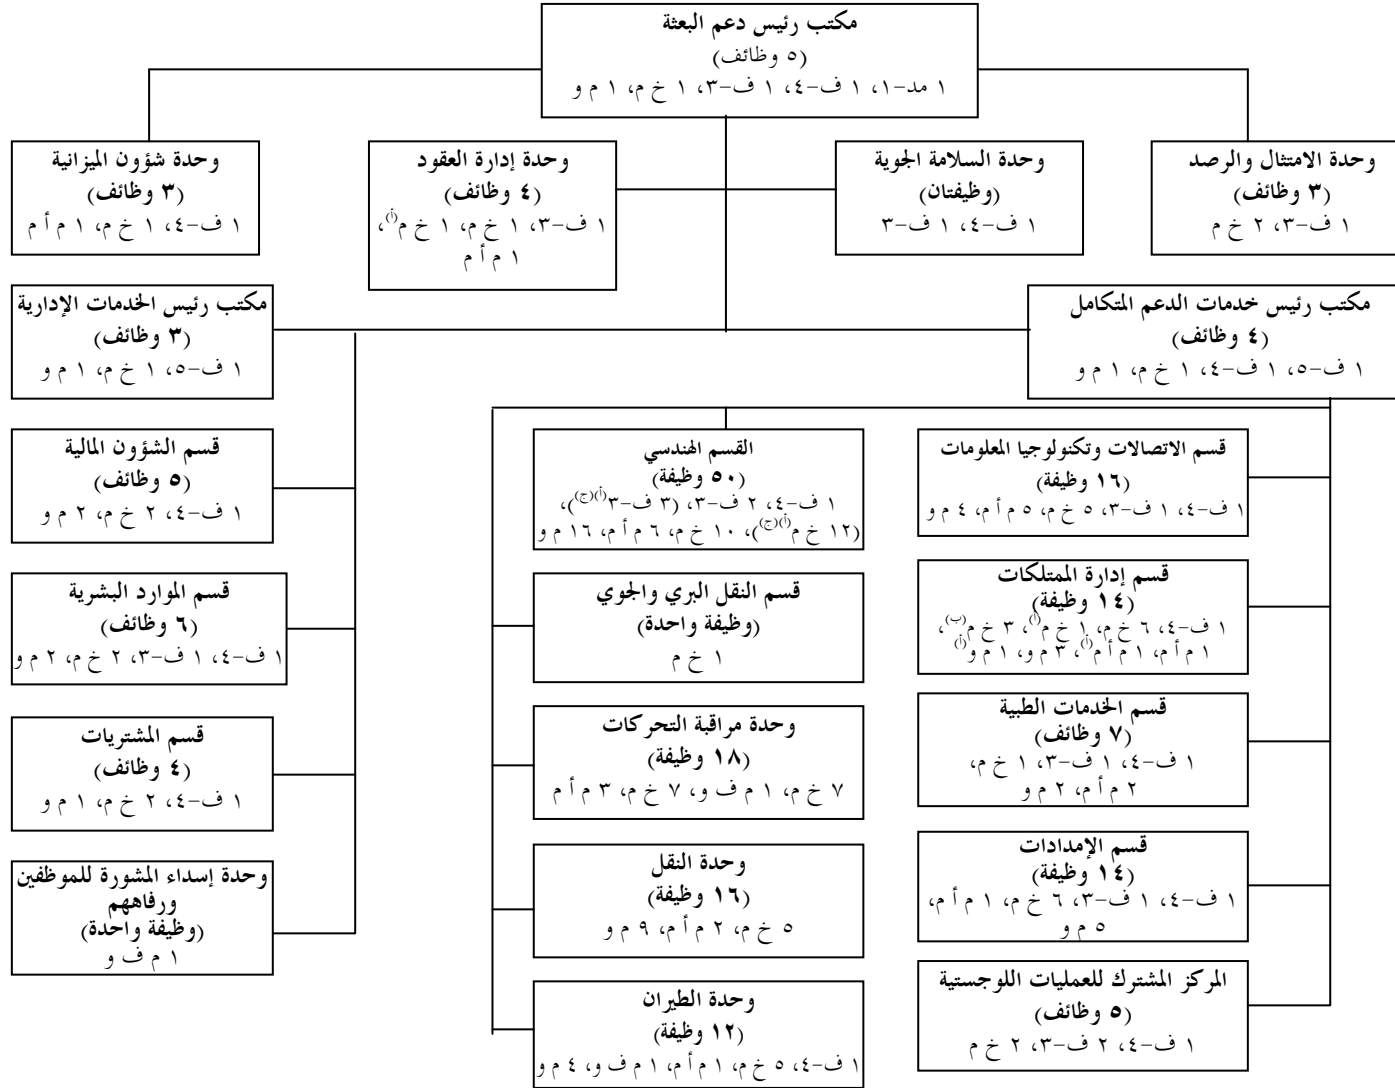 مكتب رئيس دعم البعثة
(٥ وظائف)
١ مد-١، ١ ف-٤، ١ ف-٣، ١ خ م، ١ م و
وحدة الامتثال والرصد
(٣ وظائف)
١ ف-٣، ٢ خ م
وحدة السلامة الجوية
(وظيفتان)
١ ف-٤، ١ ف-٣
وحدة إدارة العقود
(٤ وظائف)
١ ف-٣، ١ خ م، ١ خ م(أ)،
١ م أ م
وحدة شؤون الميزانية
(٣ وظائف)
١ ف-٤، ١ خ م، ١ م أ م
مكتب رئيس خدمات الدعم المتكامل
(٤ وظائف)
١ ف-٥، ١ ف-٤، ١ خ م، ١ م و
مكتب رئيس الخدمات الإدارية
(٣ وظائف)
١ ف-٥، ١ خ م، ١ م و
قسم الاتصالات وتكنولوجيا المعلومات
(١٦ وظيفة)
١ ف-٤، ١ ف-٣، ٥ خ م، ٥ م أ م، ٤ م و
قسم إدارة الممتلكات
(١٤ وظيفة)
١ ف-٤، ٦ خ م، ١ خ م(أ)، ٣ خ م(ب)،
١ م أ م، ١ م أ م(أ)، ٣ م و، ١ م و(أ)
قسم الخدمات الطبية
(٧ وظائف)
١ ف-٤، ١ ف-٣، ١ خ م،
٢ م أ م، ٢ م و
قسم الإمدادات
(١٤ وظيفة)
١ ف-٤، ١ ف-٣، ٦ خ م، ١ م أ م،
٥ م و
المركز المشترك للعمليات اللوجستية
(٥ وظائف)
١ ف-٤، ٢ ف-٣، ٢ خ م
القسم الهندسي
(٥٠ وظيفة)
١ ف-٤، ٢ ف-٣، (٣ ف-٣(أ)(ج))،
(١٢ خ م(أ)(ج))، ١٠ خ م، ٦ م أ م، ١٦ م و
قسم النقل البري والجوي
(وظيفة واحدة)
١ خ م
وحدة مراقبة التحركات
(١٨ وظيفة)
٧ خ م، ١ م ف و، ٧ خ م، ٣ م أ م
وحدة النقل
(١٦ وظيفة)
٥ خ م، ٢ م أ م، ٩ م و
وحدة الطيران
(١٢ وظيفة)
١ ف-٤، ٥ خ م، ١ م أ م، ١ م ف و، ٤ م و
قسم الشؤون المالية
(٥ وظائف)
١ ف-٤، ٢ خ م، ٢ م و
قسم الموارد البشرية
(٦ وظائف)
١ ف-٤، ١ ف-٣، ٢ خ م، ٢ م و
قسم المشتريات
(٤ وظائف)
١ ف-٤، ٢ خ م، ١ م و
وحدة إسداء المشورة للموظفين
ورفاههم
(وظيفة واحدة)
١ م ف و